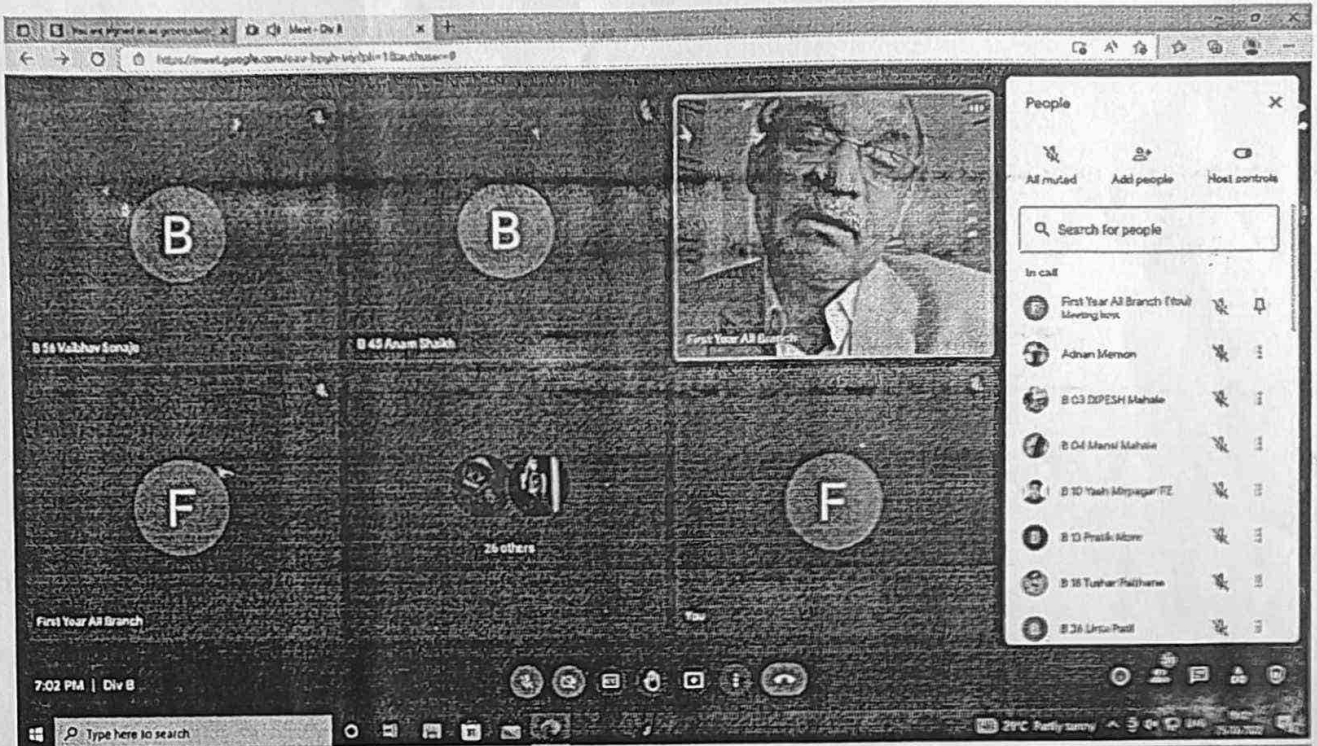 Meet - Div B
People
All muted
Add people
Host controls
Search for people
In call
First Year All Branch (You)
Meeting host
Adnan Memon
B 03 DIPESH Mahale
B 04 Mansi Mahale
B 10 Yash Mirpagar FE
B 13 Pratik More
B 18 Tushar Paithane
B 36 Patil
B
B 56 Vaibhav Sonaje
B
B 45 Anam Shaikh
First Year All Branch
F
First Year All Branch
26 others
F
You
7:02 PM | Div B
Type here to search
29°C Partly sunny
ENG